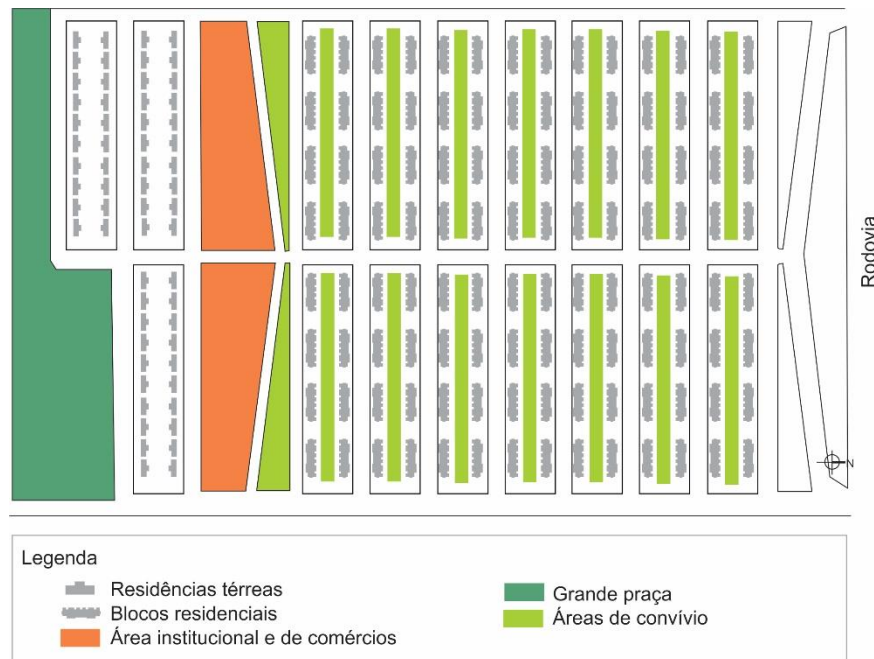 Rodovia
N
Legenda
Residências térreas
Blocos residenciais
Área institucional e de comércios
Grande praça
Áreas de convívio